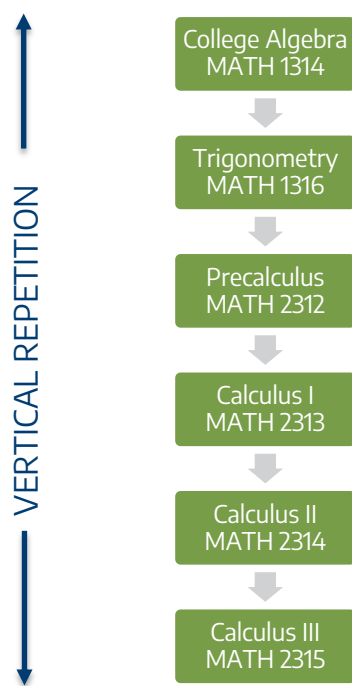 VERTICAL REPETITION
College Algebra
MATH 1314
Trigonometry
MATH 1316
Precalculus
MATH 2312
Calculus I
MATH 2313
Calculus II
MATH 2314
Calculus III
MATH 2315